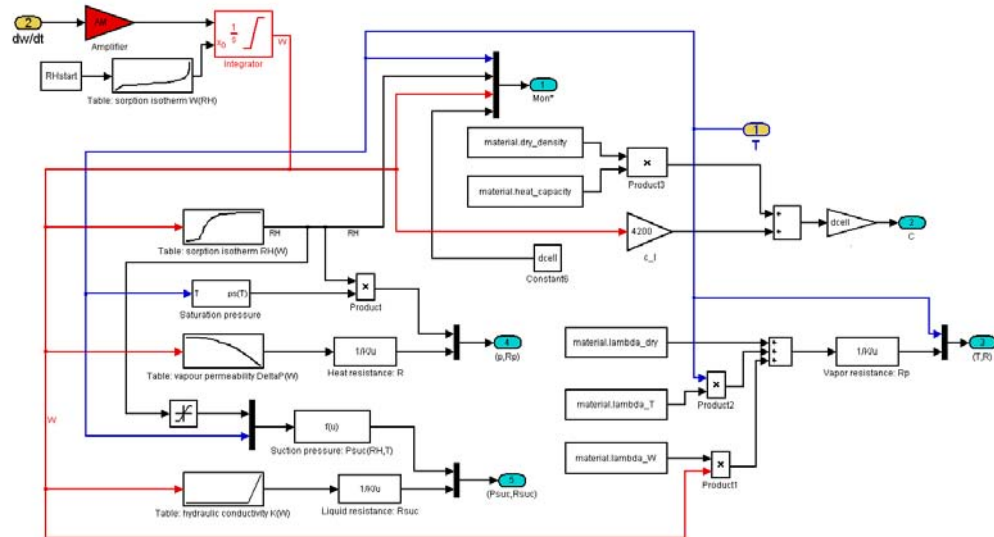 2
dw/dt
Amplifier
1
s
x0
Integrator
W
RHstart
Table: sorption isotherm W(RH)
1
Mon*
1
T
material.dry_density
material.heat_capacity
×
Product3
RH
RH
Table: sorption isotherm RH(W)
4200
c_l
+
+
dcell
C
dcell
Constant6
T
ps(T)
Saturation pressure
×
Product
4
(p,Rp)
Table: vapour permeability DeltaP(W)
1/K/u
Heat resistance: R
material.lambda_dry
+
+
+
1/K/u
Vapor resistance: Rp
3
(T,R)
material.lambda_T
×
Product2
W
f(u)
Suction pressure: Psuc(RH,T)
material.lambda_W
×
Product1
5
(Psuc,Rsuc)
Table: hydraulic conductivity K(W)
1/K/u
Liquid resistance: Rsuc